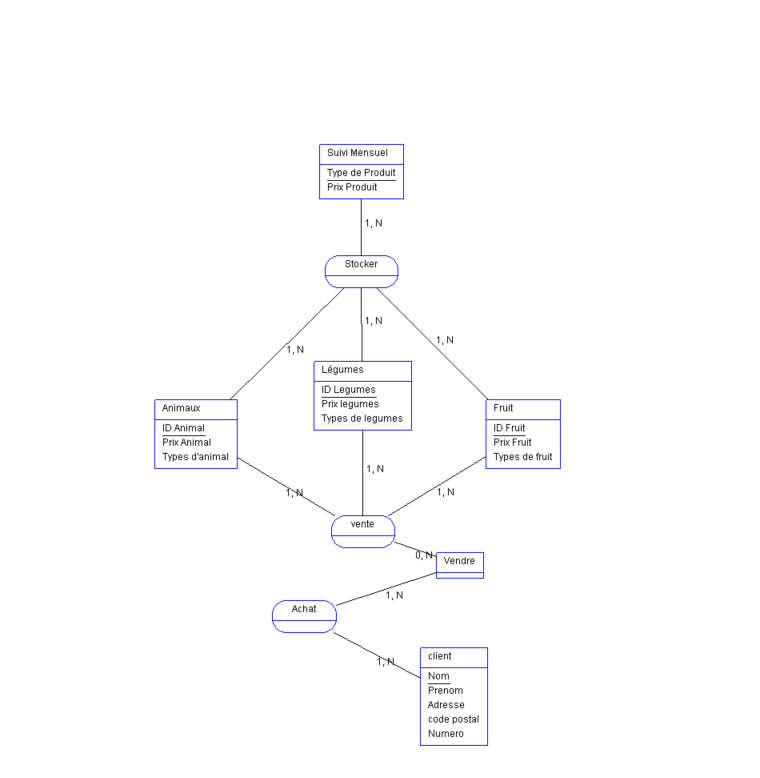 Suivi Mensuel
Type de Produit
Prix Produit
1, N
Stocker
1, N
1, N
1, N
Animaux
ID Animal
Prix Animal
Types d'animal
Légumes
ID Legumes
Prix legumes
Types de legumes
Fruit
ID Fruit
Prix Fruit
Types de fruit
1, N
1, N
1, N
vente
0, N
Vendre
1, N
Achat
1, N
client
Nom
Prenom
Adresse
code postal
Numero